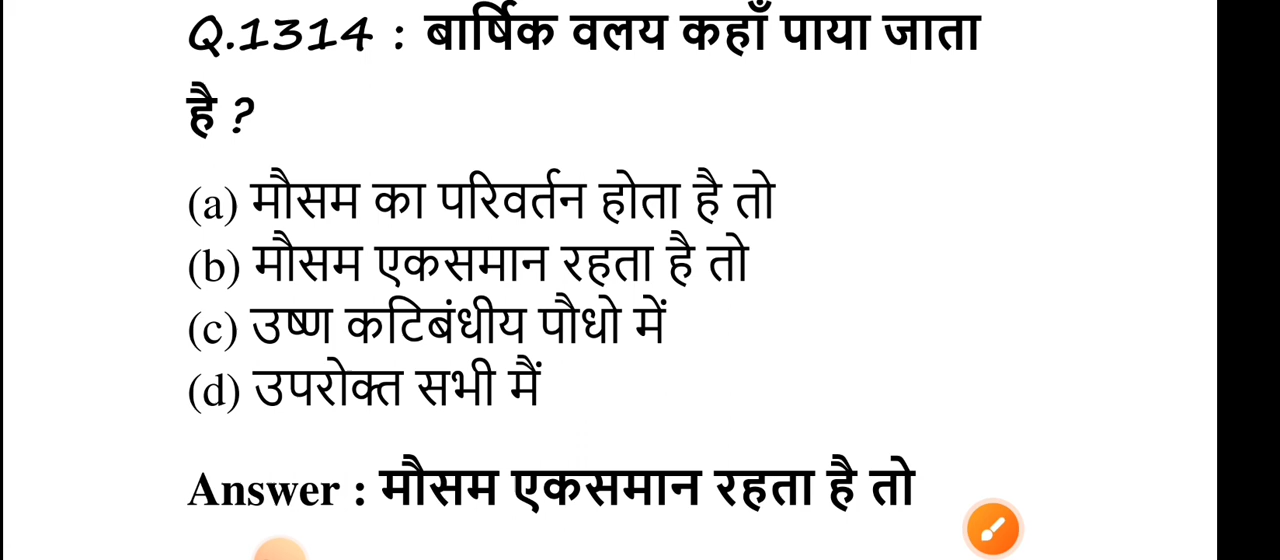 Q.1314 : बार्षिक वलय कहाँ पाया जाता
है ?
(a) मौसम का परिवर्तन होता है तो
(b) मौसम एकसमान रहता है तो
(c) उष्ण कटिबंधीय पौधो में
(d) उपरोक्त सभी मैं
Answer : मौसम एकसमान रहता है तो